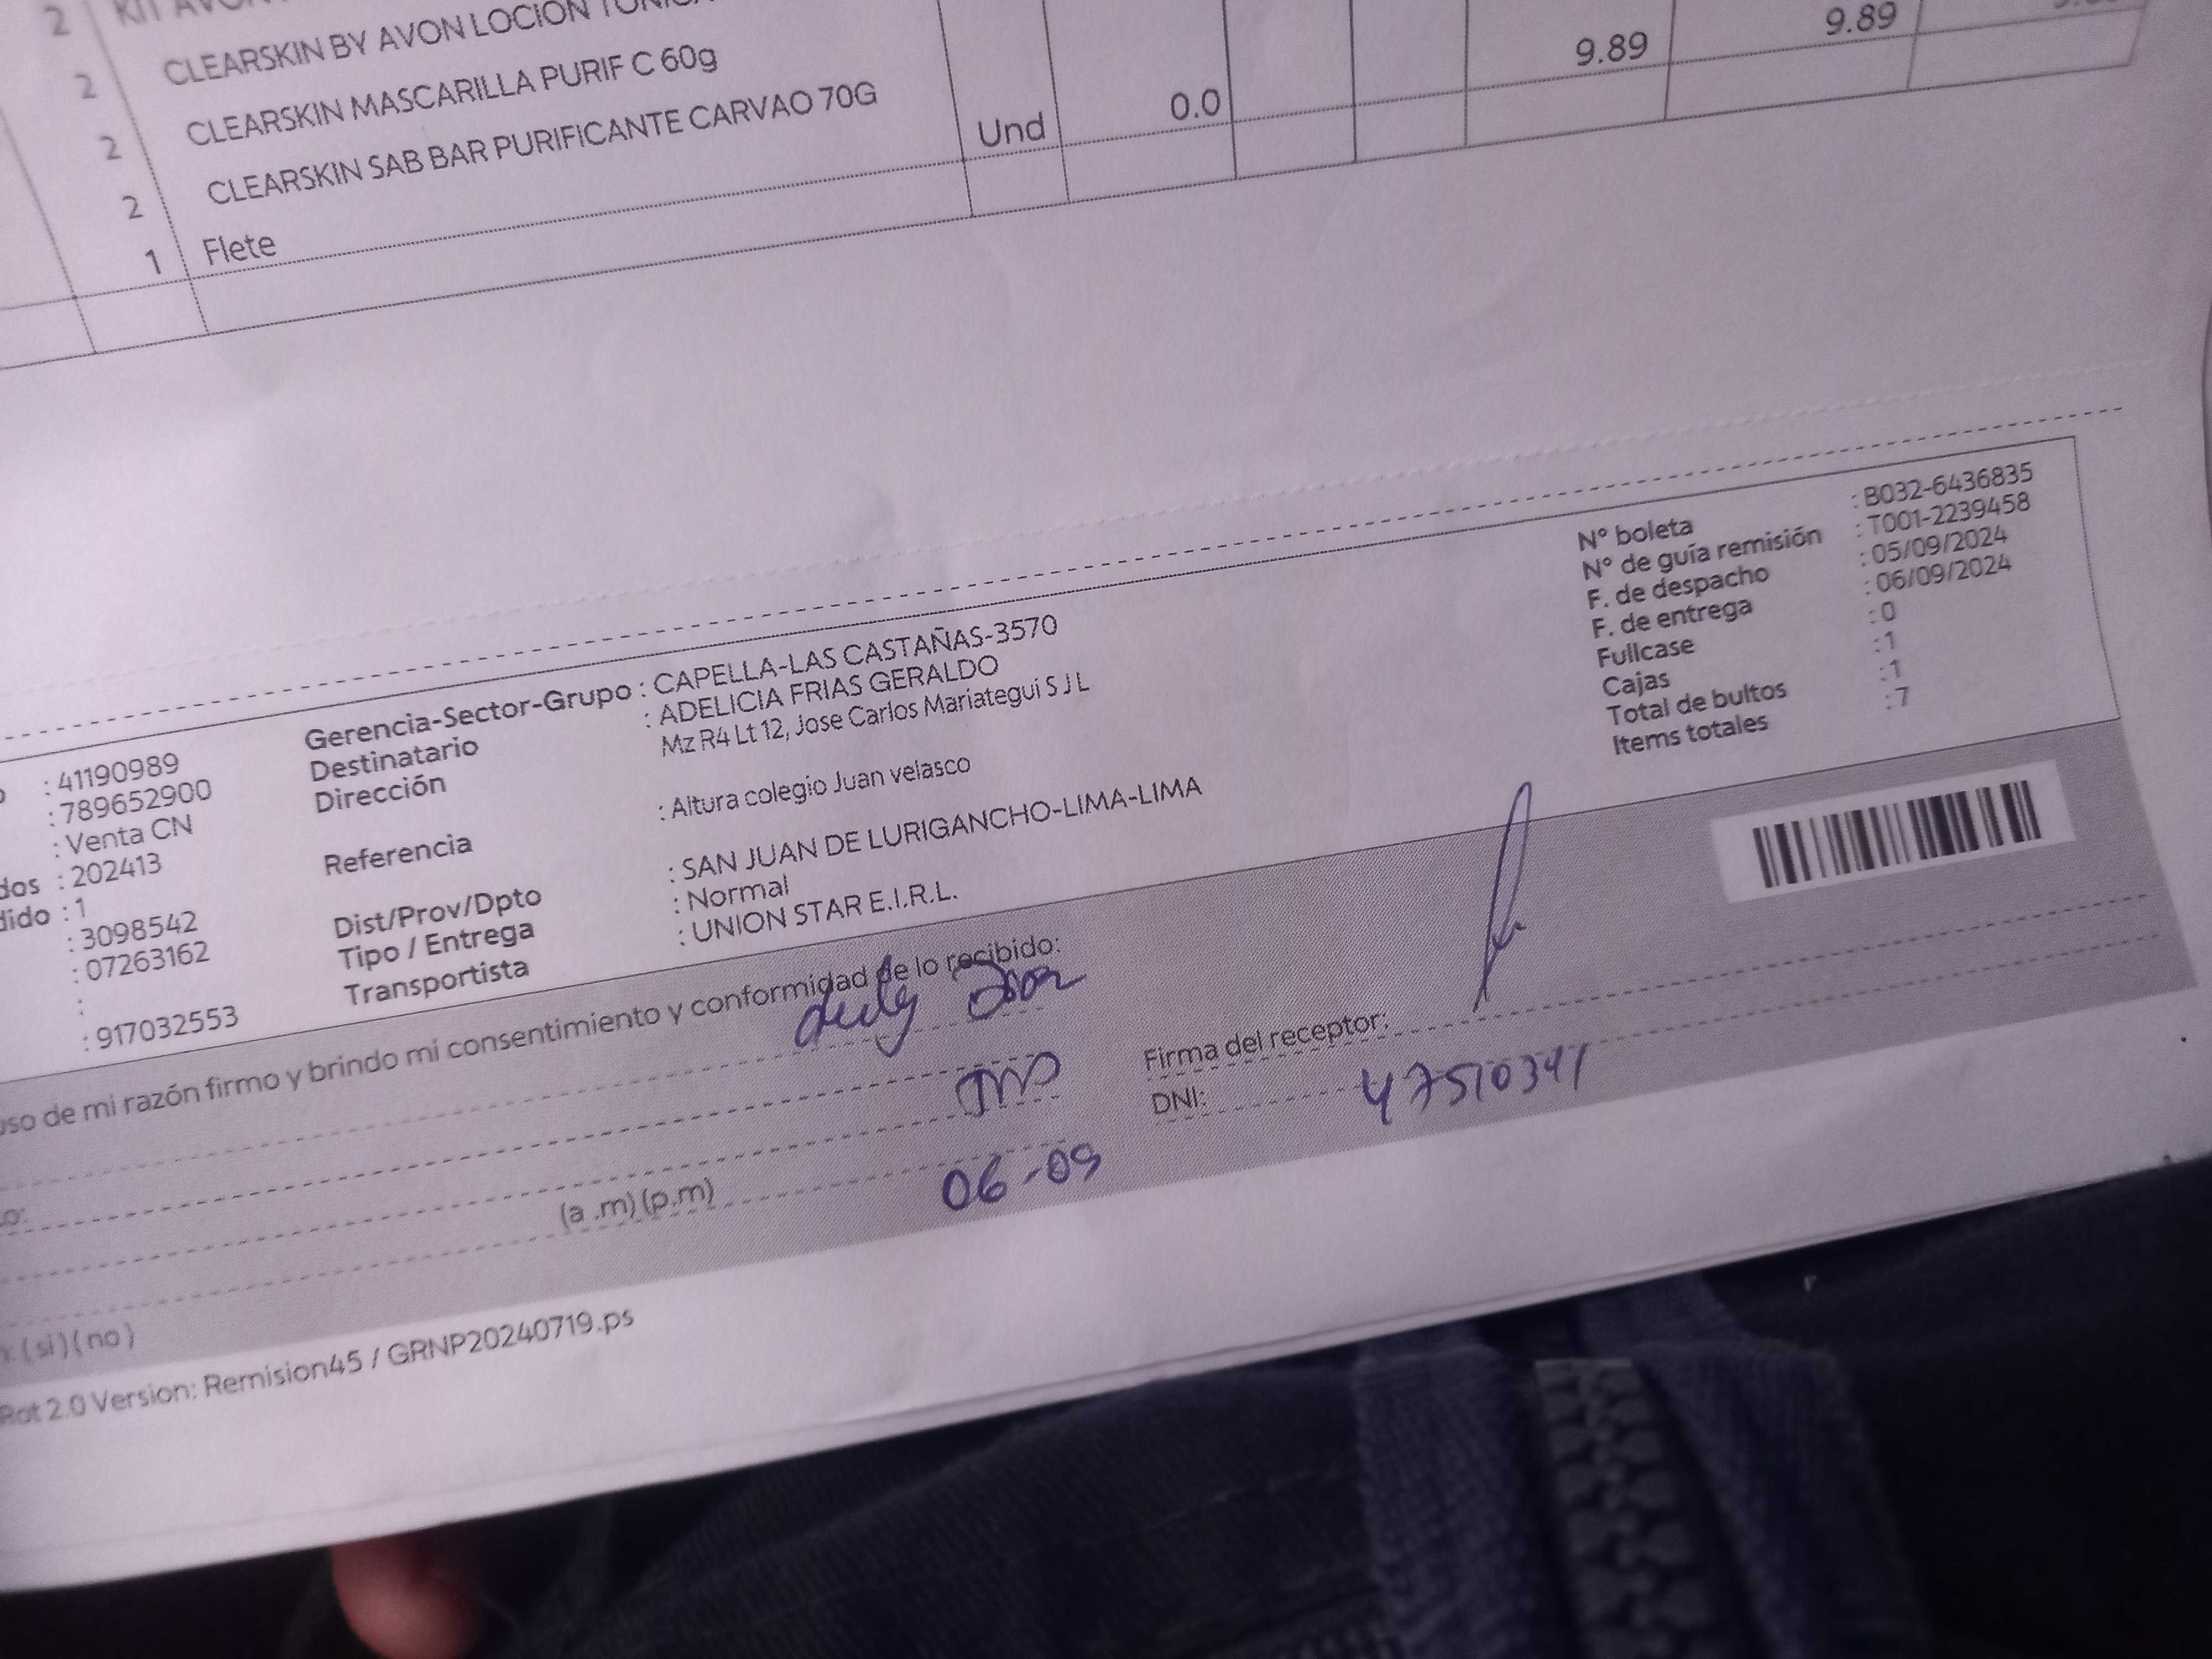 2 KIT AVON
2 CLEARSKIN BY AVON LOCION
2 CLEARSKIN MASCARILLA PURIF C 60g
2 CLEARSKIN SAB BAR PURIFICANTE CARVAO 70G
1 Flete Und 0.0 9.89 9.89
: 41190989
: 789652900
: Venta CN
dos : 202413
dido : 1
: 3098542
: 07263162
:
: 917032553
Gerencia-Sector-Grupo : CAPELLA-LAS CASTAÑAS-3570
Destinatario : ADELICIA FRIAS GERALDO
Dirección Mz R4 Lt 12, Jose Carlos Mariategui S J L
Referencia : Altura colegio Juan velasco
Dist/Prov/Dpto : SAN JUAN DE LURIGANCHO-LIMA-LIMA
Tipo / Entrega : Normal
Transportista : UNION STAR E.I.R.L.
N° boleta : B032-6436835
N° de guía remisión : T001-2239458
F. de despacho : 05/09/2024
F. de entrega : 06/09/2024
Fullcase : 0
Cajas : 1
Total de bultos : 1
Items totales : 7
uso de mi razón firmo y brindo mi consentimiento y conformidad de lo recibido:
Firma del receptor:
DNI: 47510341
(a .m) (p.m) 06-09
(si) (no)
Rot 2.0 Version: Remision45 / GRNP20240719.ps